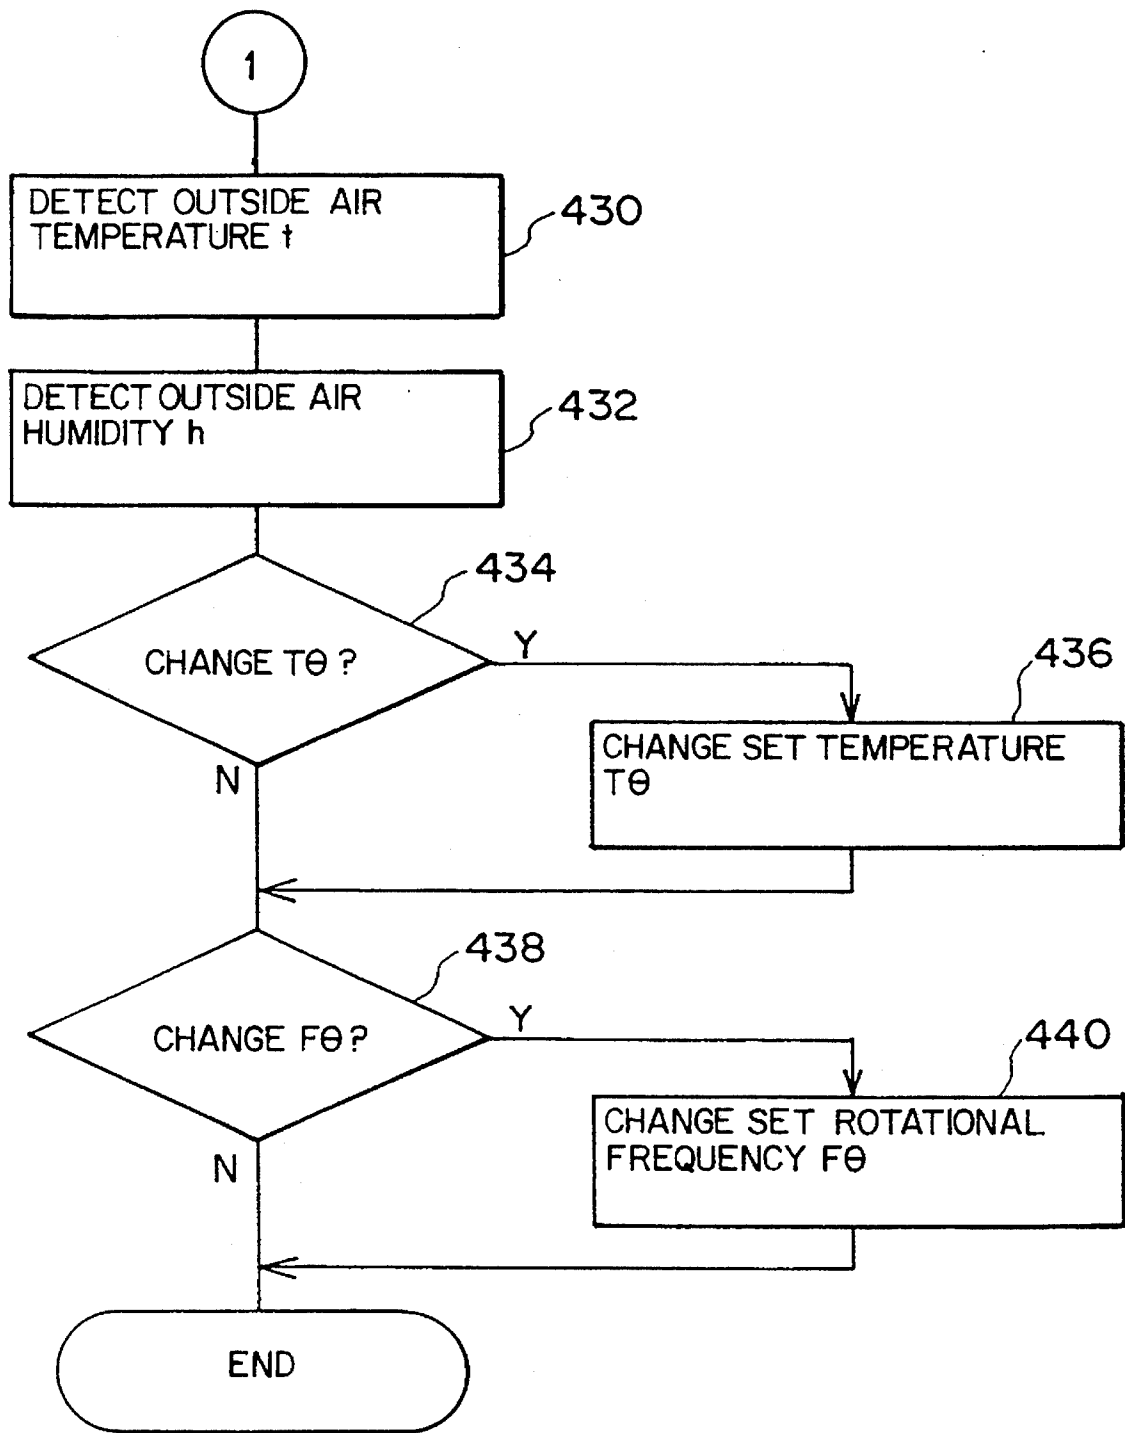 1
DETECT OUTSIDE AIR
TEMPERATURE t
430
DETECT OUTSIDE AIR
HUMIDITY h
432
434
CHANGE Tθ ?
Y
N
436
CHANGE SET TEMPERATURE
Tθ
438
CHANGE Fθ ?
Y
N
440
CHANGE SET ROTATIONAL
FREQUENCY Fθ
END